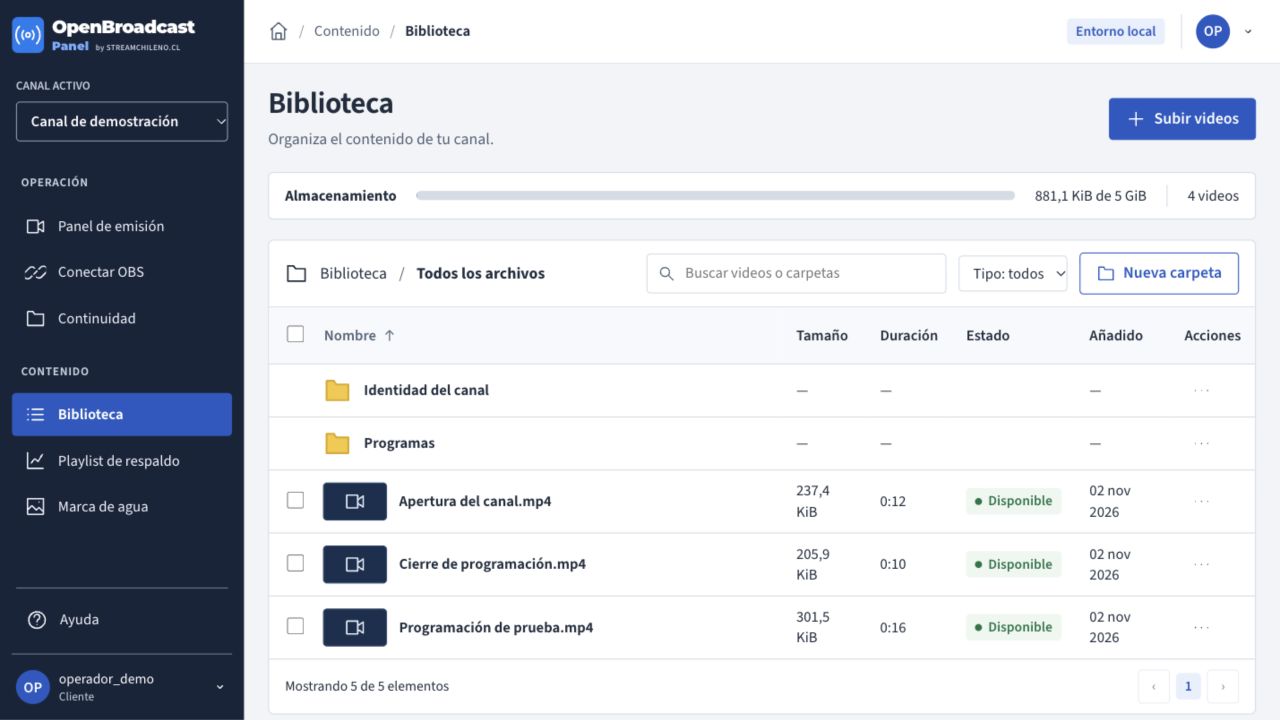 OpenBroadcast
Panel by STREAMCHILENO.CL
CANAL ACTIVO
Canal de demostración
OPERACIÓN
Panel de emisión
Conectar OBS
Continuidad
CONTENIDO
Biblioteca
Playlist de respaldo
Marca de agua
Ayuda
OP operador_demo
Cliente
/ Contenido / Biblioteca
Entorno local OP
Biblioteca
Organiza el contenido de tu canal.
Subir videos
Almacenamiento 881,1 KiB de 5 GiB 4 videos
Biblioteca / Todos los archivos Buscar videos o carpetas Tipo: todos Nueva carpeta
Nombre ↑ Tamaño Duración Estado Añadido Acciones
Identidad del canal — — — ...
Programas — — — ...
Apertura del canal.mp4 237,4 KiB 0:12 Disponible 02 nov 2026 ...
Cierre de programación.mp4 205,9 KiB 0:10 Disponible 02 nov 2026 ...
Programación de prueba.mp4 301,5 KiB 0:16 Disponible 02 nov 2026 ...
Mostrando 5 de 5 elementos ‹ 1 ›